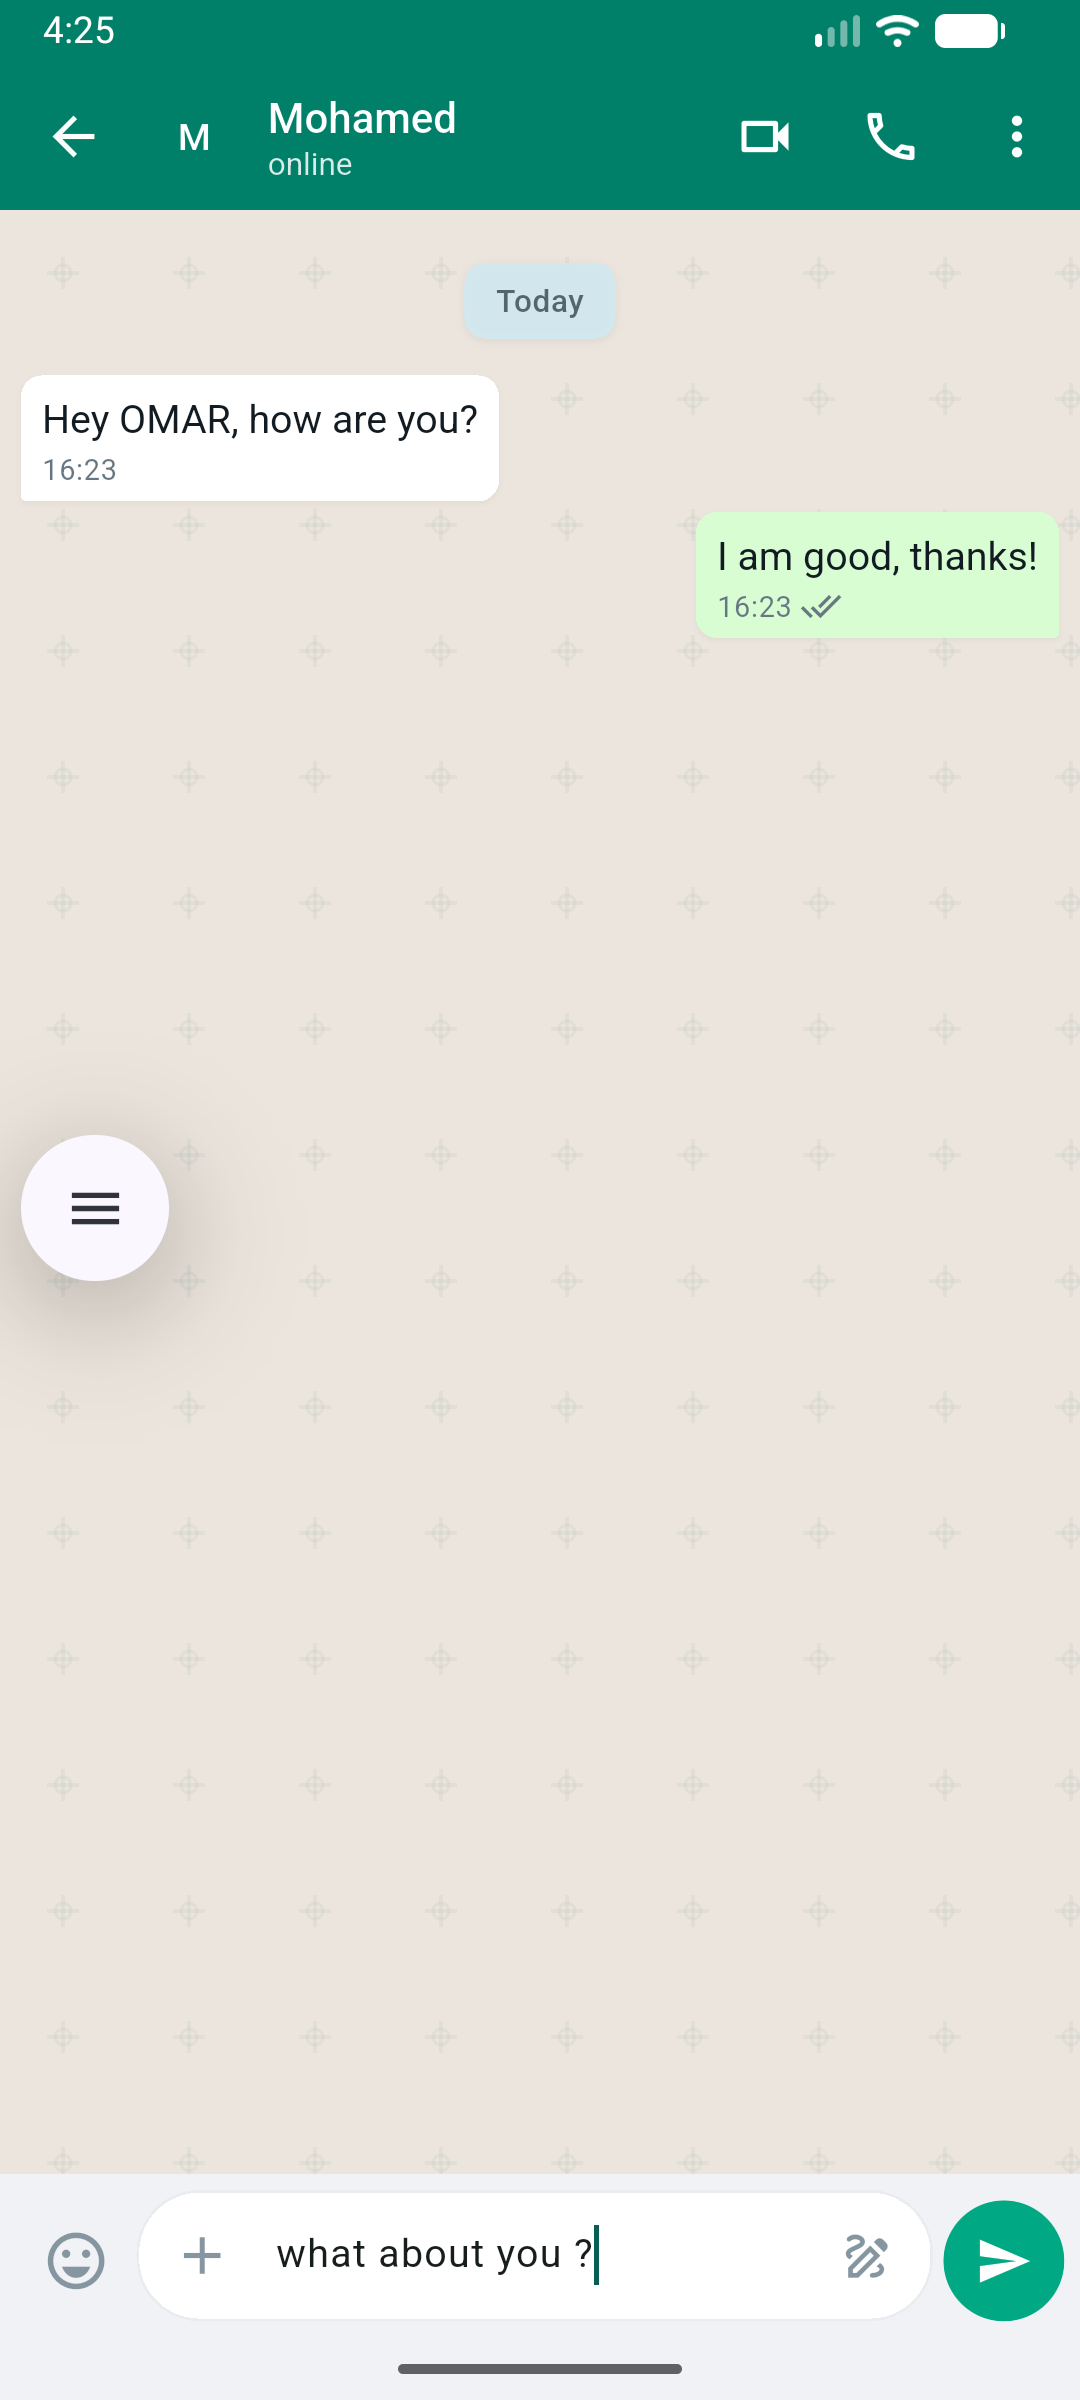 4:25
M
Mohamed
online
Today
Hey OMAR, how are you?
16:23
I am good, thanks!
16:23
what about you ?